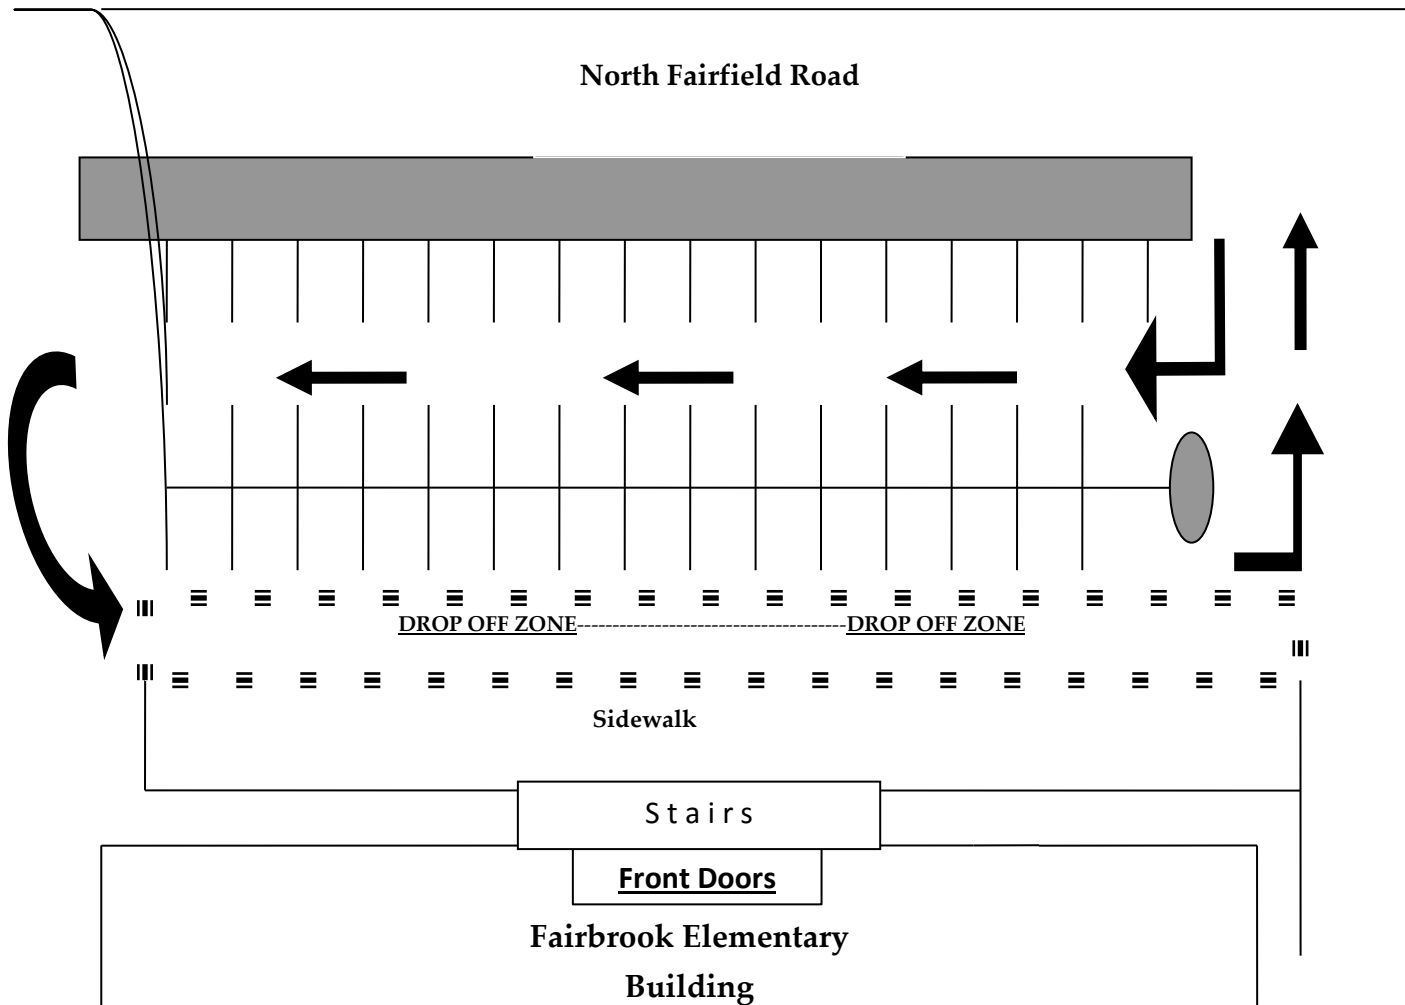 North Fairfield Road
DROP OFF ZONE--------------------------------------DROP OFF ZONE
Sidewalk
Stairs
Front Doors
Fairbrook Elementary
Building